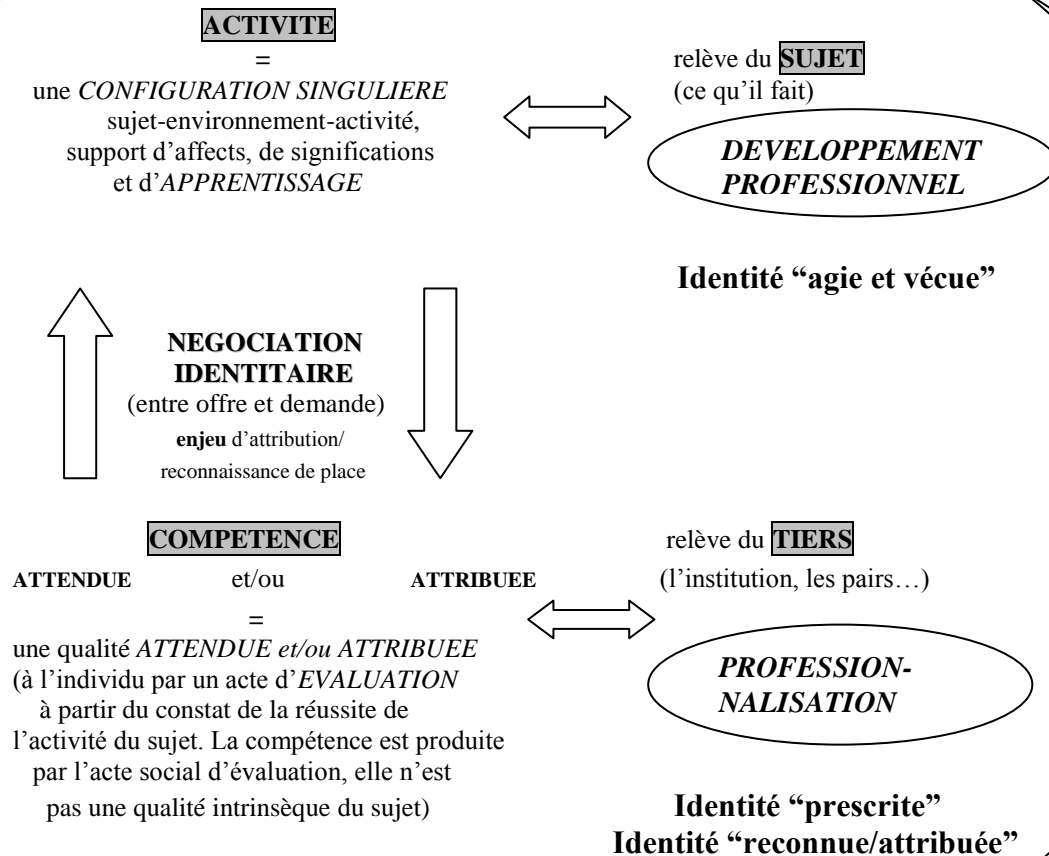 ACTIVITE
=
une CONFIGURATION SINGULIERE
sujet-environnement-activité,
support d’affects, de significations
et d’APPRENTISSAGE
relève du SUJET
(ce qu’il fait)
DEVELOPPEMENT
PROFESSIONNEL
Identité “agie et vécue”
NEGOCIATION
IDENTITAIRE
(entre offre et demande)
enjeu d’attribution/
reconnaissance de place
COMPETENCE
ATTENDUE et/ou ATTRIBUEE
=
une qualité ATTENDUE et/ou ATTRIBUEE
(à l’individu par un acte d’EVALUATION
à partir du constat de la réussite de
l’activité du sujet. La compétence est produite
par l’acte social d’évaluation, elle n’est
pas une qualité intrinsèque du sujet)
relève du TIERS
(l’institution, les pairs…)
PROFESSION-
NALISATION
Identité “prescrite”
Identité “reconnue/attribuée”